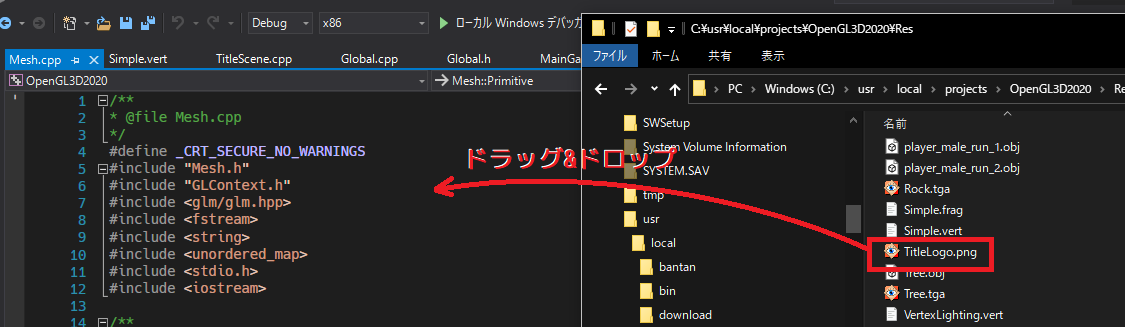 Debug
x86
ローカル Windows デバッガ
Mesh.cpp
Simple.vert
TitleScene.cpp
Global.cpp
Global.h
MainGa
OpenGL3D2020
Mesh::Primitive
1 /**
2 * @file Mesh.cpp
3 */
4 #define _CRT_SECURE_NO_WARNINGS
5 #include "Mesh.h"
6 #include "GLContext.h"
7 #include <glm/glm.hpp>
8 #include <fstream>
9 #include <string>
10 #include <unordered_map>
11 #include <stdio.h>
12 #include <iostream>
14 /**
ドラッグ&ドロップ
C:¥usr¥local¥projects¥OpenGL3D2020¥Res
ファイル
ホーム
共有
表示
PC > Windows (C:) > usr > local > projects > OpenGL3D2020 > Re
SWSetup
System Volume Information
SYSTEM.SAV
tmp
usr
local
bantan
bin
download
名前
player_male_run_1.obj
player_male_run_2.obj
Rock.tga
Simple.frag
Simple.vert
TitleLogo.png
Tree.obj
Tree.tga
VertexLighting.vert